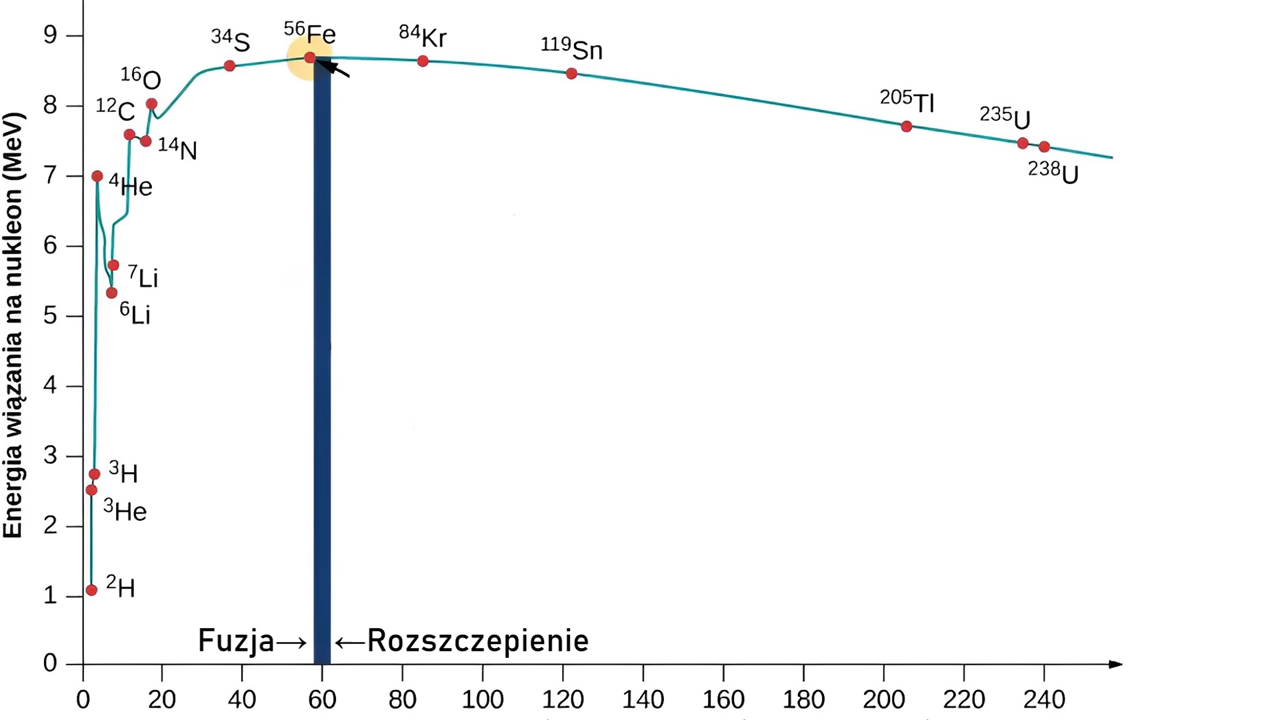 Energia wiązania na nukleon (MeV)
9
8
7
6
5
4
3
2
1
0
34S
56Fe
84Kr
119Sn
16O
12C
14N
205Tl
235U
238U
4He
7Li
6Li
3H
3He
2H
Fuzja→ ←Rozszczepienie
0 20 40 60 80 100 120 140 160 180 200 220 240